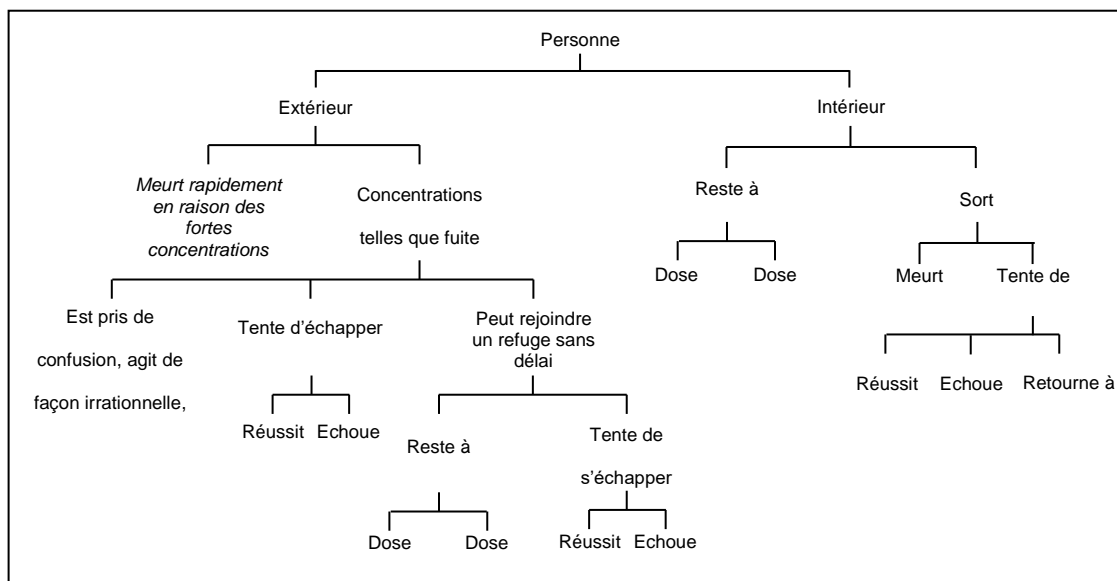 Personne
Extérieur
Intérieur
Meurt rapidement
en raison des
fortes
concentrations
Concentrations
telles que fuite
Reste à
Sort
Dose
Dose
Meurt
Tente de
Est pris de
confusion, agit de
façon irrationnelle,
Tente d’échapper
Peut rejoindre
un refuge sans
délai
Réussit
Echoue
Retourne à
Réussit
Echoue
Reste à
Tente de
s’échapper
Dose
Dose
Réussit
Echoue